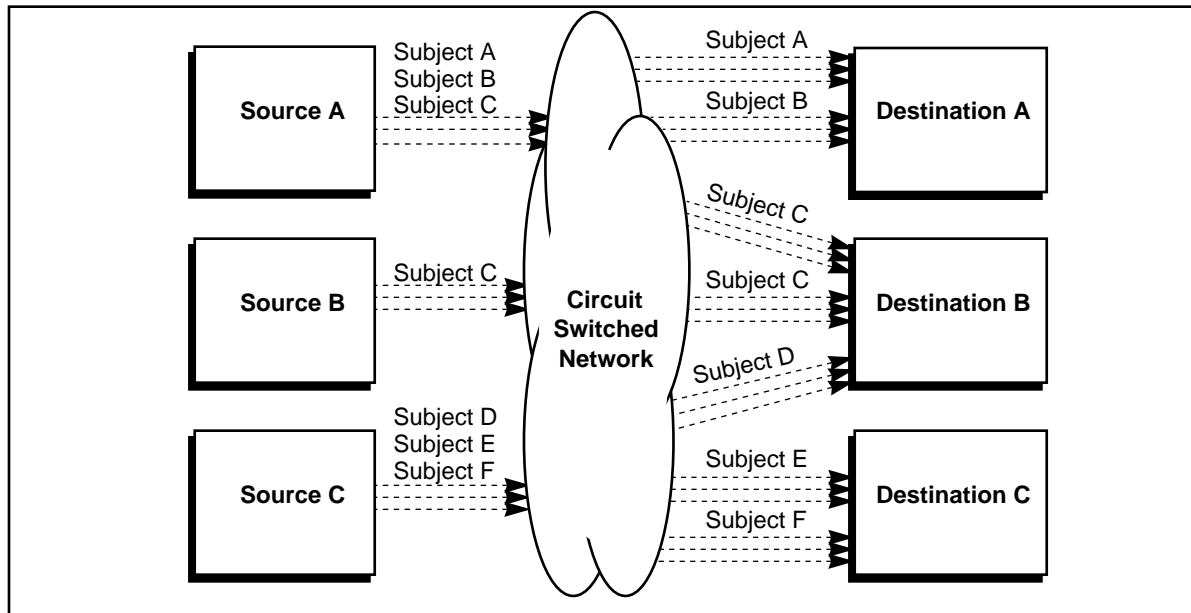 Source A
Subject A
Subject B
Subject C
Subject A
Subject B
Destination A
Source B
Subject C
Circuit
Switched
Network
Subject C
Subject C
Subject D
Destination B
Source C
Subject D
Subject E
Subject F
Subject E
Subject F
Destination C